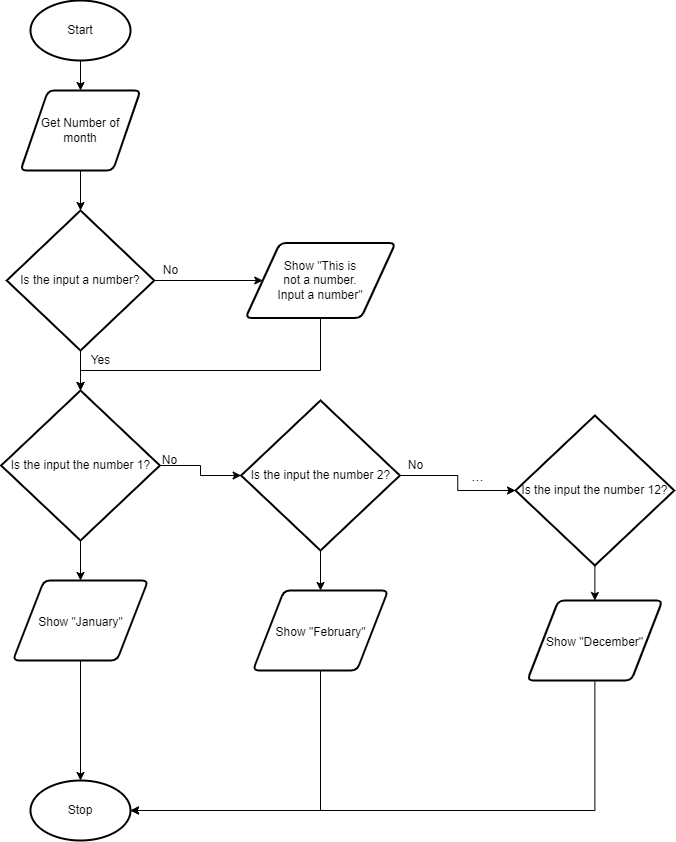 Start
Get Number of
month
Is the input a number?
No
Show "This is
not a number.
Input a number"
Yes
Is the input the number 1?
No
Is the input the number 2?
No
...
Is the input the number 12?
Show "January"
Show "February"
Show "December"
Stop